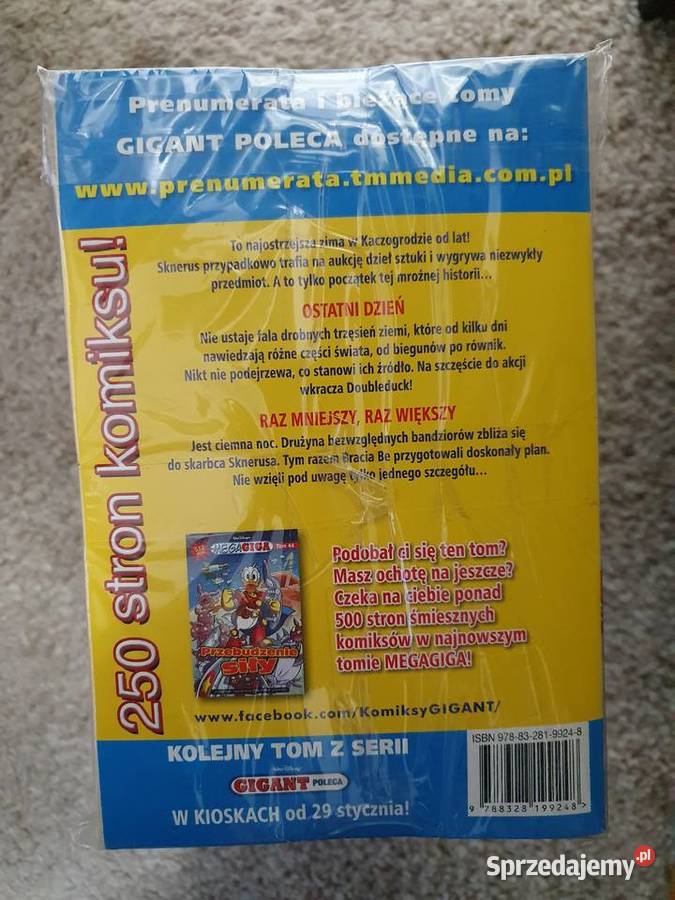 Prenumerata i bieżące tomy
GIGANT POLECA dostępne na:
www.prenumerata.tmmedia.com.pl
250 stron komiksu!
To najostrzejsza zima w Kaczogrodzie od lat!
Sknerus przypadkowo trafia na aukcję dzieł sztuki i wygrywa niezwykły
przedmiot. A to tylko początek tej mroźnej historii...
OSTATNI DZIEŃ
Nie ustaje fala drobnych trzęsień ziemi, które od kilku dni
nawiedzają różne części świata, od biegunów po równik.
Nikt nie podejrzewa, co stanowi ich źródło. Na szczęście do akcji
wkracza Doubleduck!
RAZ MNIEJSZY, RAZ WIĘKSZY
Jest ciemna noc. Drużyna bezwzględnych bandziorów zbliża się
do skarbca Sknerusa. Tym razem Bracia Be przygotowali doskonały plan.
Nie wzięli pod uwagę tylko jednego szczegółu...
MEGAGIGA Tom 44
Przebudzenie
siły
Podobał ci się ten tom?
Masz ochotę na jeszcze?
Czeka na ciebie ponad
500 stron śmiesznych
komiksów w najnowszym
tomie MEGAGIGA!
www.facebook.com/KomiksyGIGANT/
KOLEJNY TOM Z SERII
GIGANT POLECA
W KIOSKACH od 29 stycznia!
ISBN 978-83-281-9924-8
9 788328 199248 >
Sprzedajemy.pl